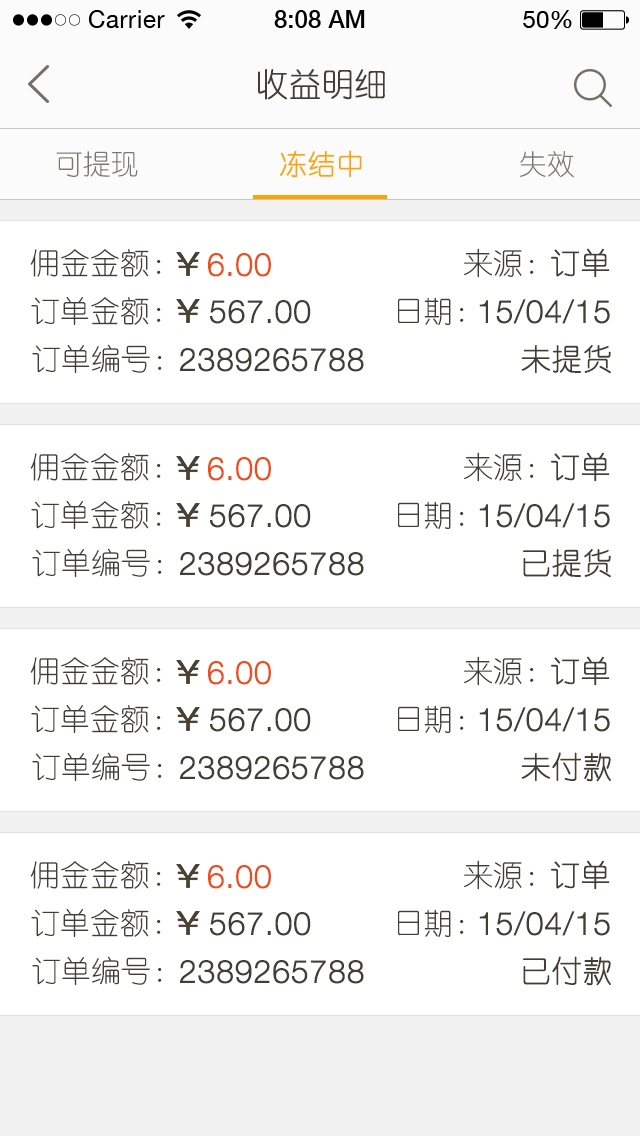 Carrier 8:08 AM 50%
收益明细
可提现 冻结中 失效
佣金金额：￥6.00 来源：订单
订单金额：￥567.00 日期：15/04/15
订单编号：2389265788 未提货
佣金金额：￥6.00 来源：订单
订单金额：￥567.00 日期：15/04/15
订单编号：2389265788 已提货
佣金金额：￥6.00 来源：订单
订单金额：￥567.00 日期：15/04/15
订单编号：2389265788 未付款
佣金金额：￥6.00 来源：订单
订单金额：￥567.00 日期：15/04/15
订单编号：2389265788 已付款